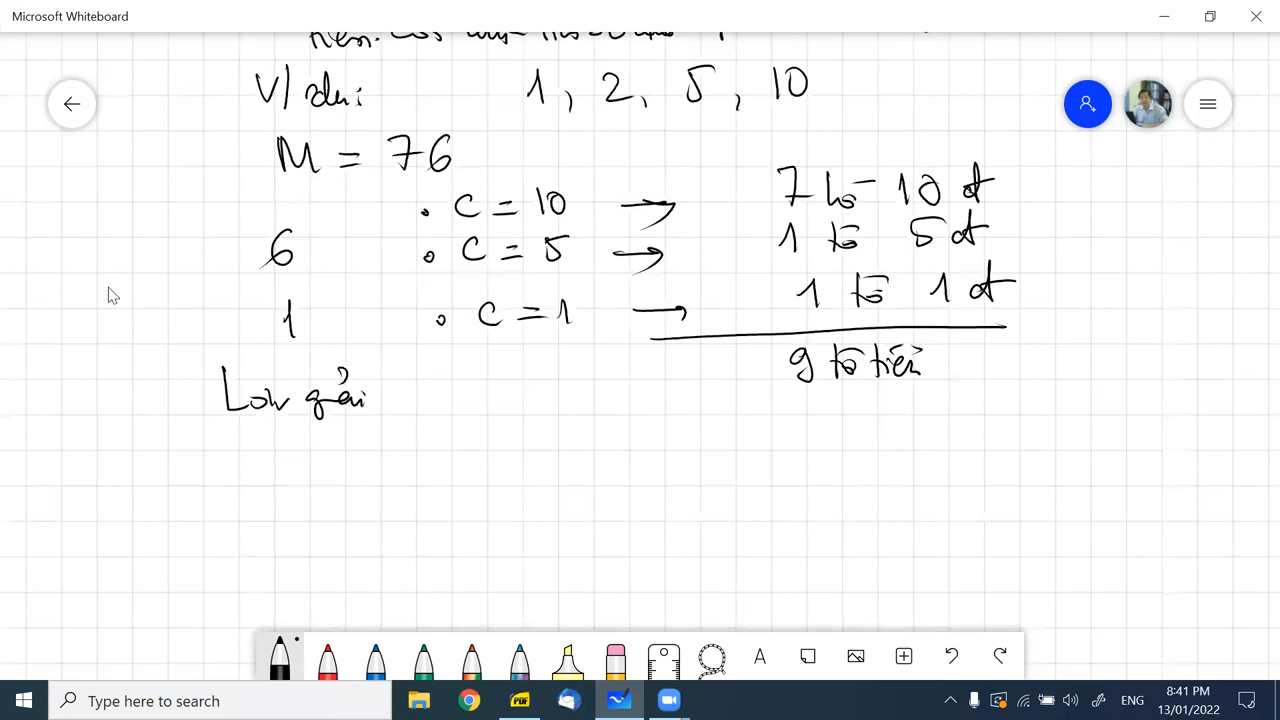 Microsoft Whiteboard
V/dụ: 1, 2, 5, 10
M = 76
. C = 10 → 7 tờ 10 đ
6 . C = 5 → 1 tờ 5 đ
1 . C = 1 → 1 tờ 1 đ
9 tờ tiền
Lời giải
A
Type here to search
PDF
ENG
8:41 PM
13/01/2022